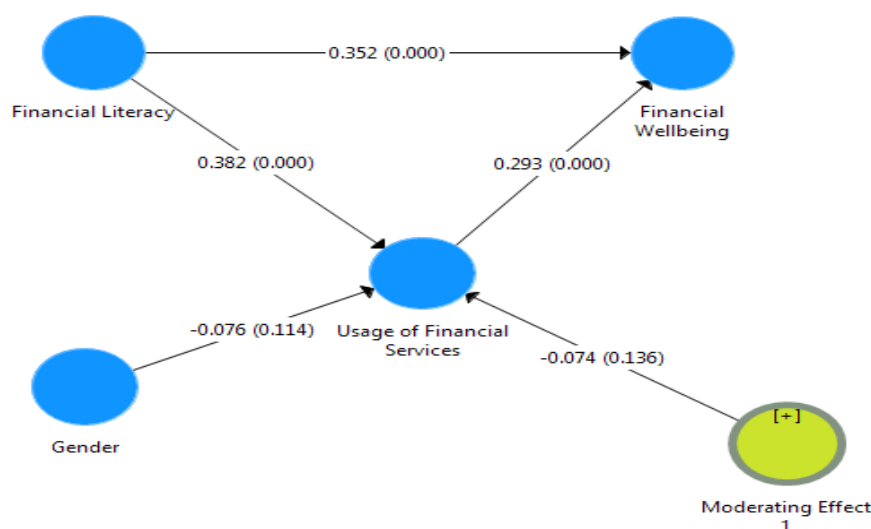 0.352 (0.000)
Financial Literacy
Financial
Wellbeing
0.382 (0.000)
0.293 (0.000)
-0.076 (0.114)
Usage of Financial
Services
-0.074 (0.136)
[+]
Gender
Moderating Effect
1